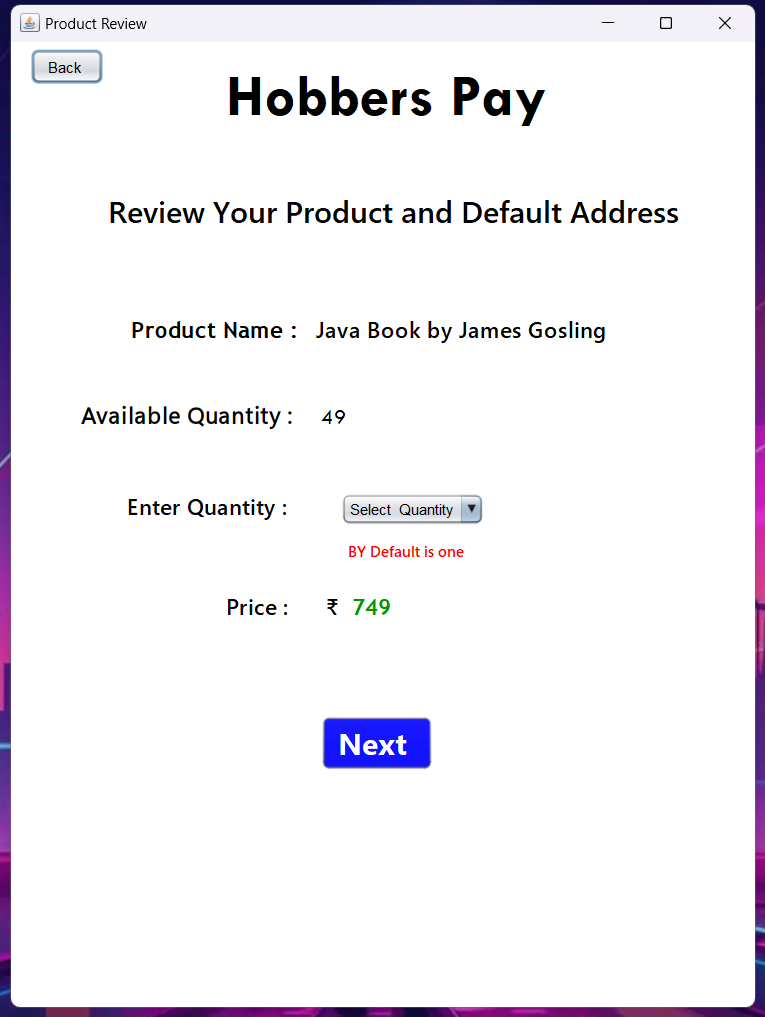 Product Review
Back
Hobbers Pay
Review Your Product and Default Address
Product Name : Java Book by James Gosling
Available Quantity : 49
Enter Quantity : Select Quantity
BY Default is one
Price : ₹ 749
Next